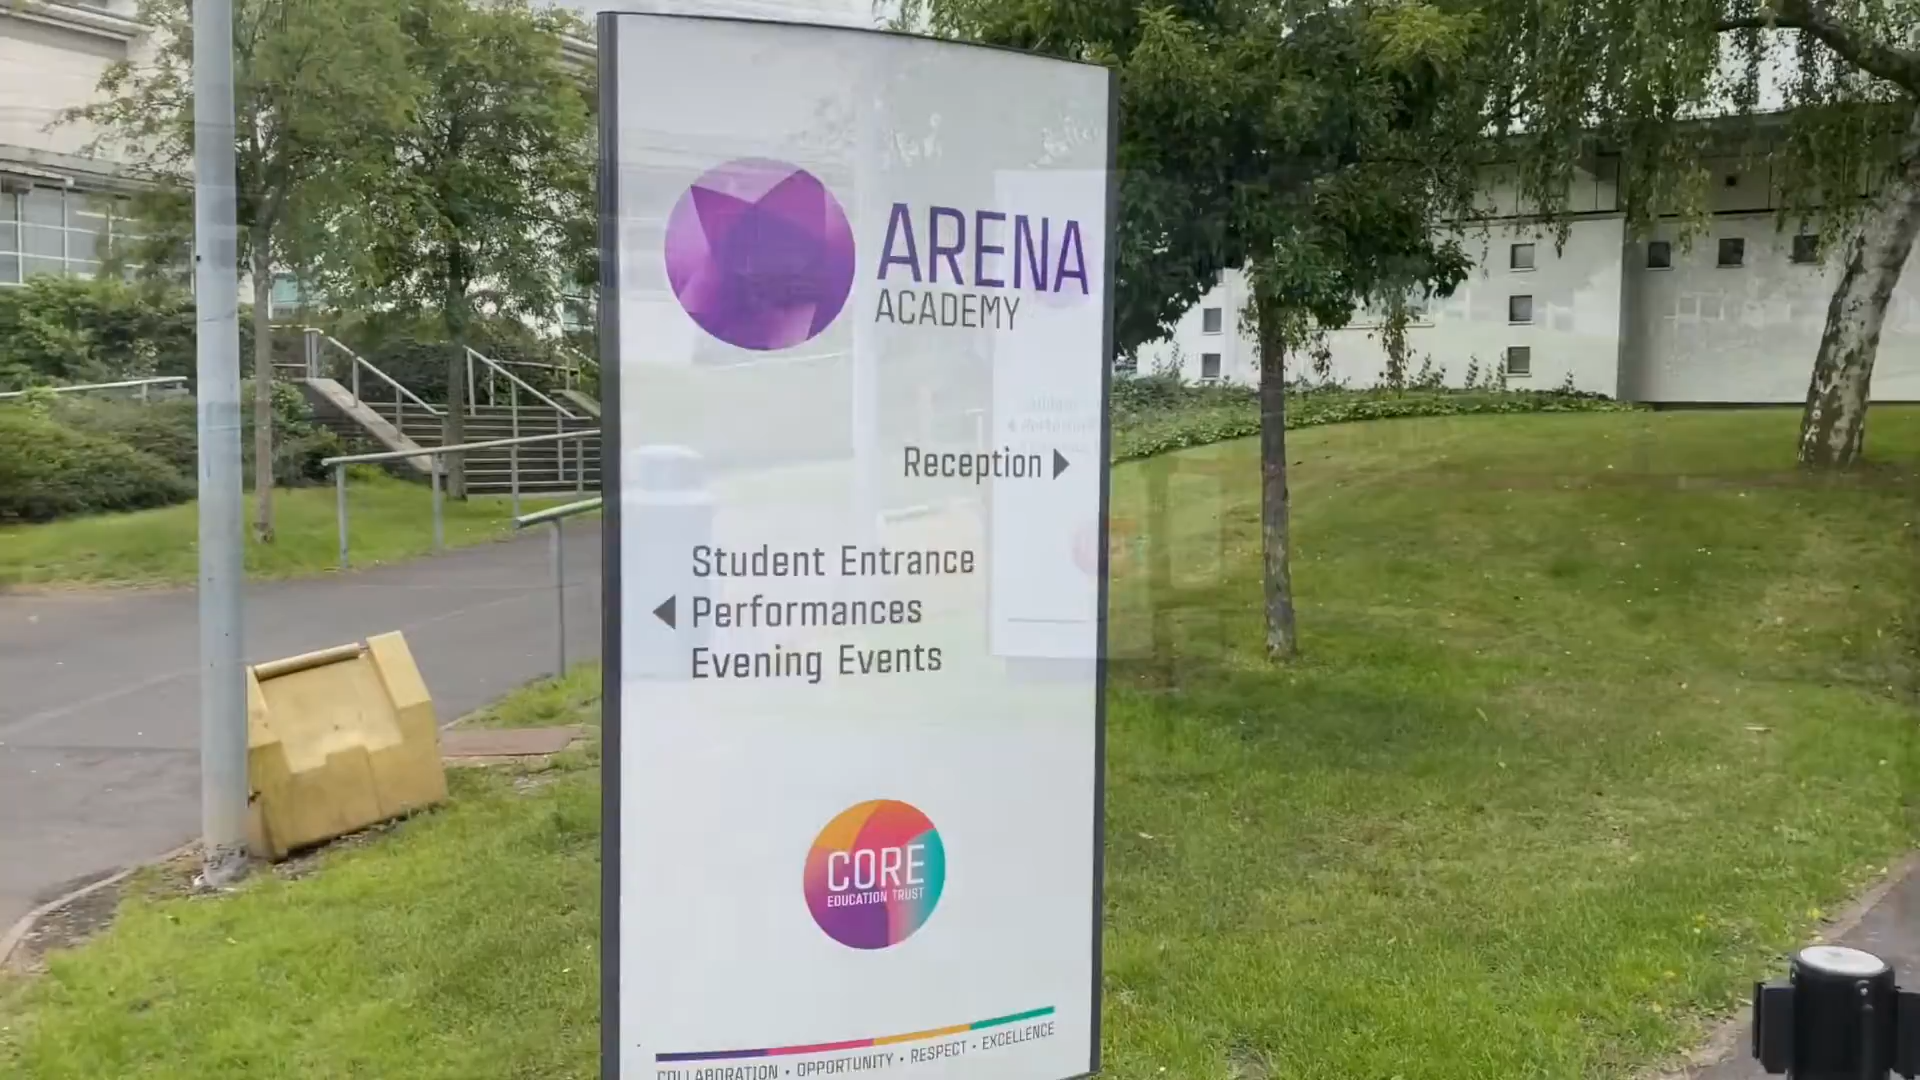 ARENA
ACADEMY
Reception
Student Entrance
Performances
Evening Events
CORE
EDUCATION TRUST
COLLABORATION • OPPORTUNITY • RESPECT • EXCELLENCE